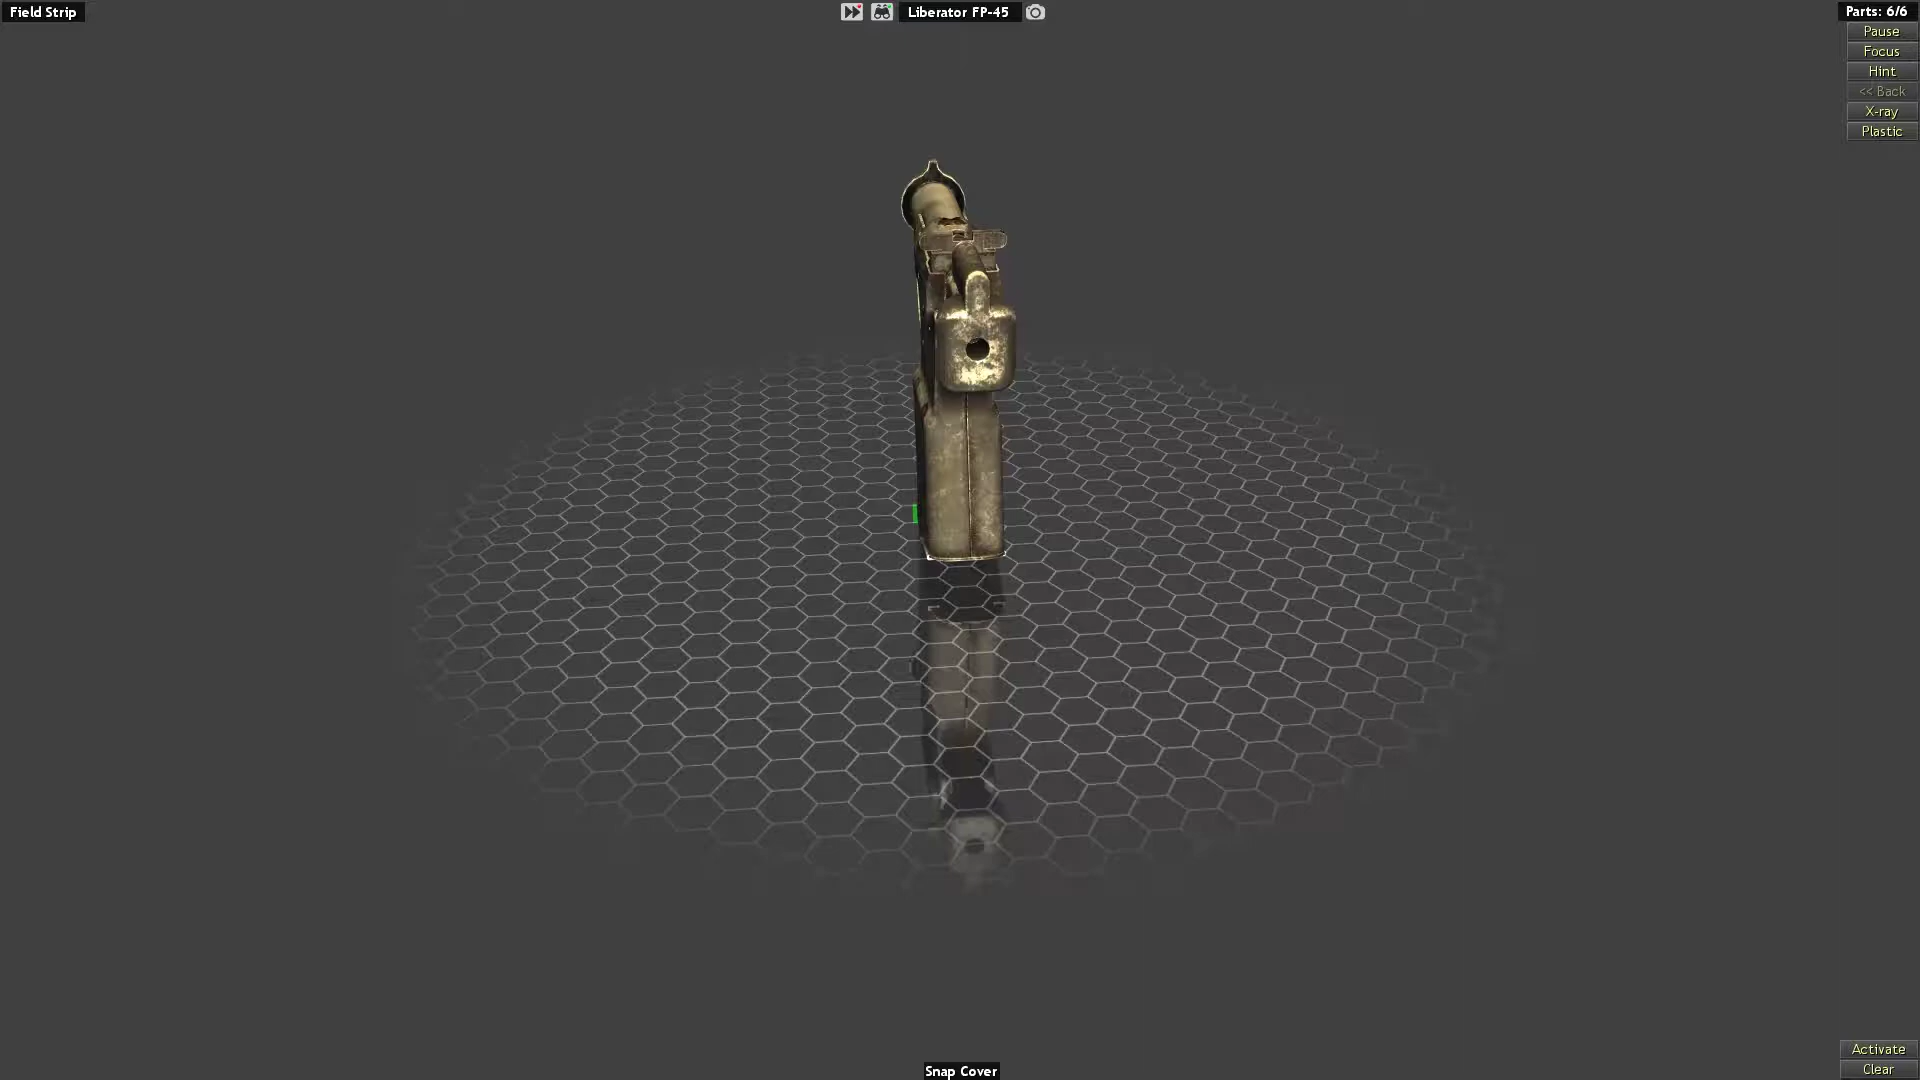 Field Strip
Liberator FP-45
Parts: 6/6
Pause
Focus
Hint
<< Back
X-ray
Plastic
Activate
Clear
Snap Cover